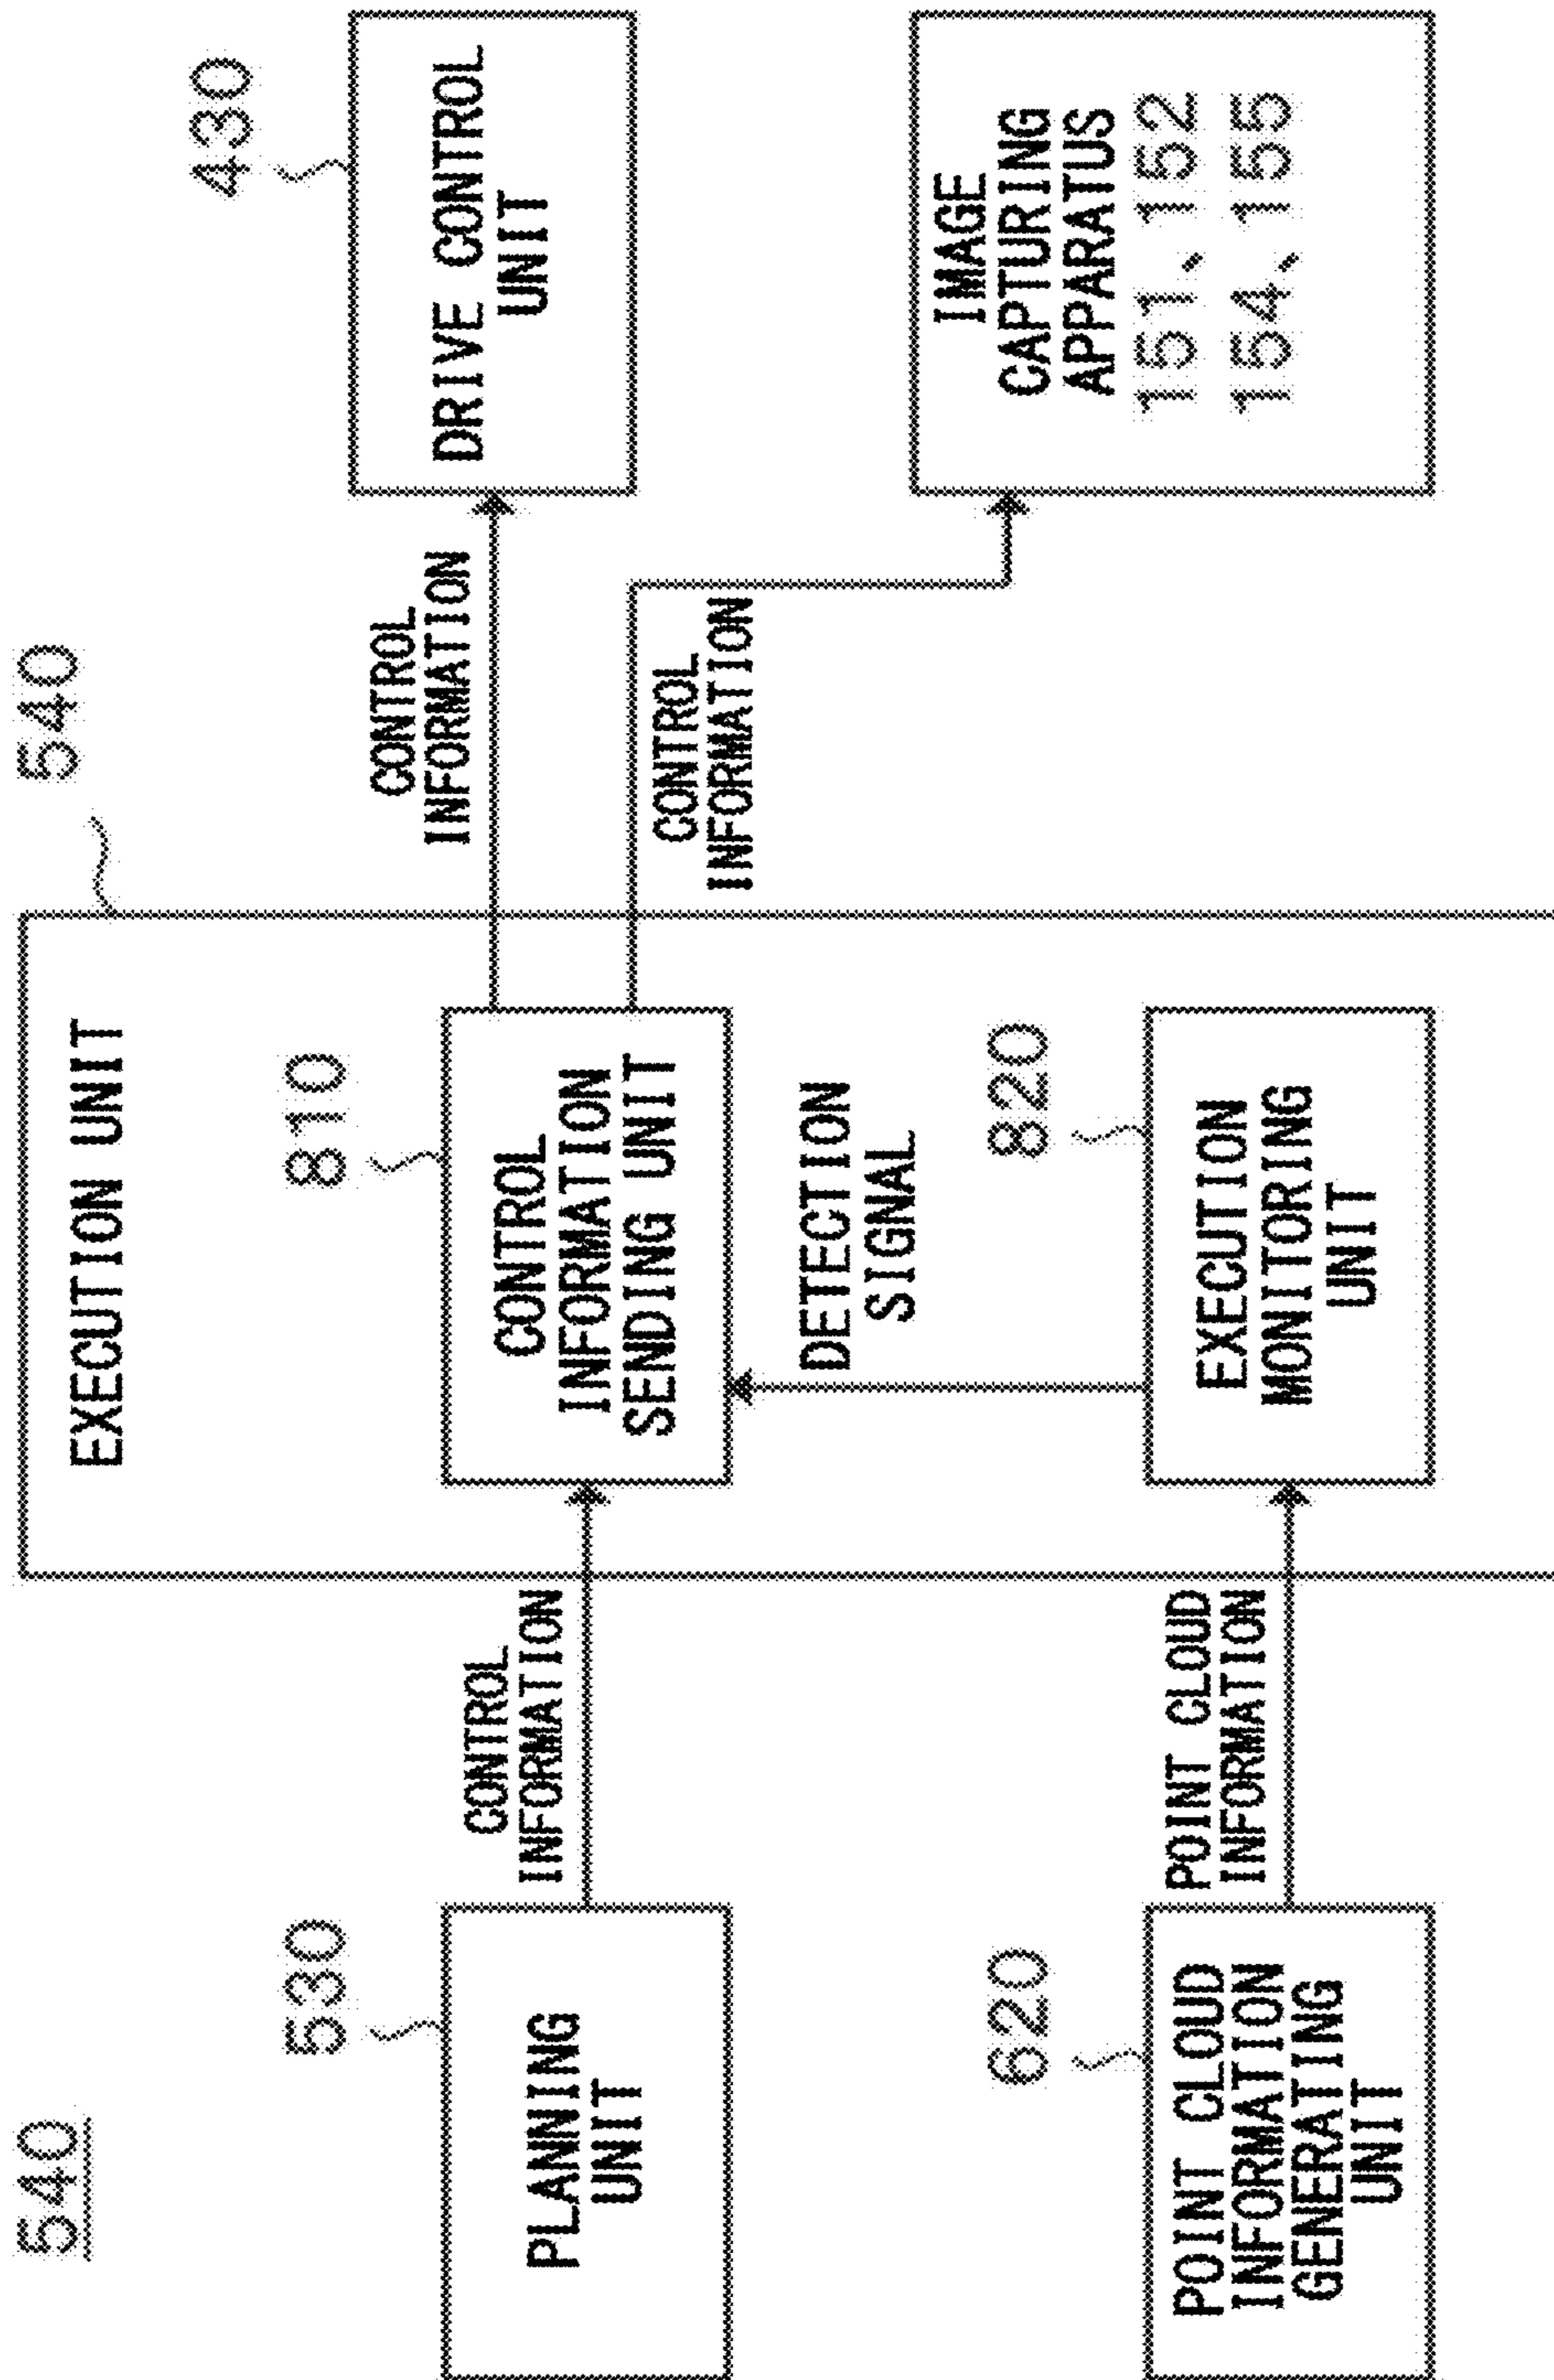 540
540
EXECUTION UNIT
530
PLANNING
UNIT
CONTROL
INFORMATION
810
CONTROL
INFORMATION
SENDING UNIT
CONTROL
INFORMATION
430
DRIVE CONTROL
UNIT
CONTROL
INFORMATION
DETECTION
SIGNAL
620
POINT CLOUD
INFORMATION
GENERATING
UNIT
POINT CLOUD
INFORMATION
820
EXECUTION
MONITORING
UNIT
IMAGE
CAPTURING
APPARATUS
151、152
154、155